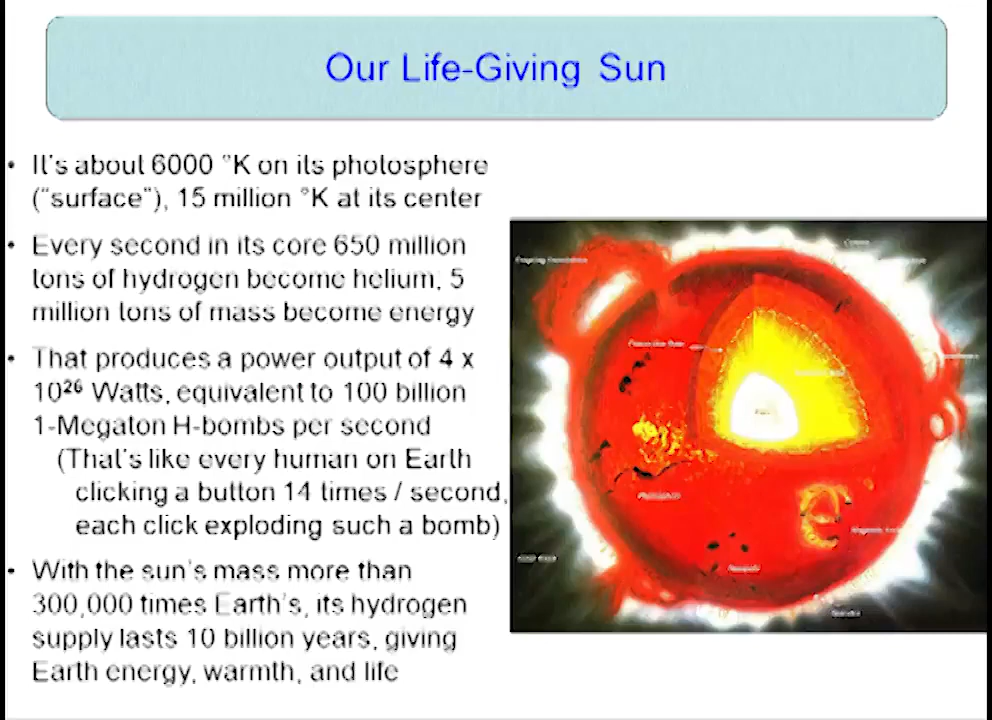 Our Life-Giving Sun
• It's about 6000 °K on its photosphere
("surface"), 15 million °K at its center
• Every second in its core 650 million
tons of hydrogen become helium; 5
million tons of mass become energy
• That produces a power output of 4 x
10²⁶ Watts, equivalent to 100 billion
1-Megaton H-bombs per second
(That's like every human on Earth
clicking a button 14 times / second,
each click exploding such a bomb)
• With the sun's mass more than
300,000 times Earth's, its hydrogen
supply lasts 10 billion years, giving
Earth energy, warmth, and life